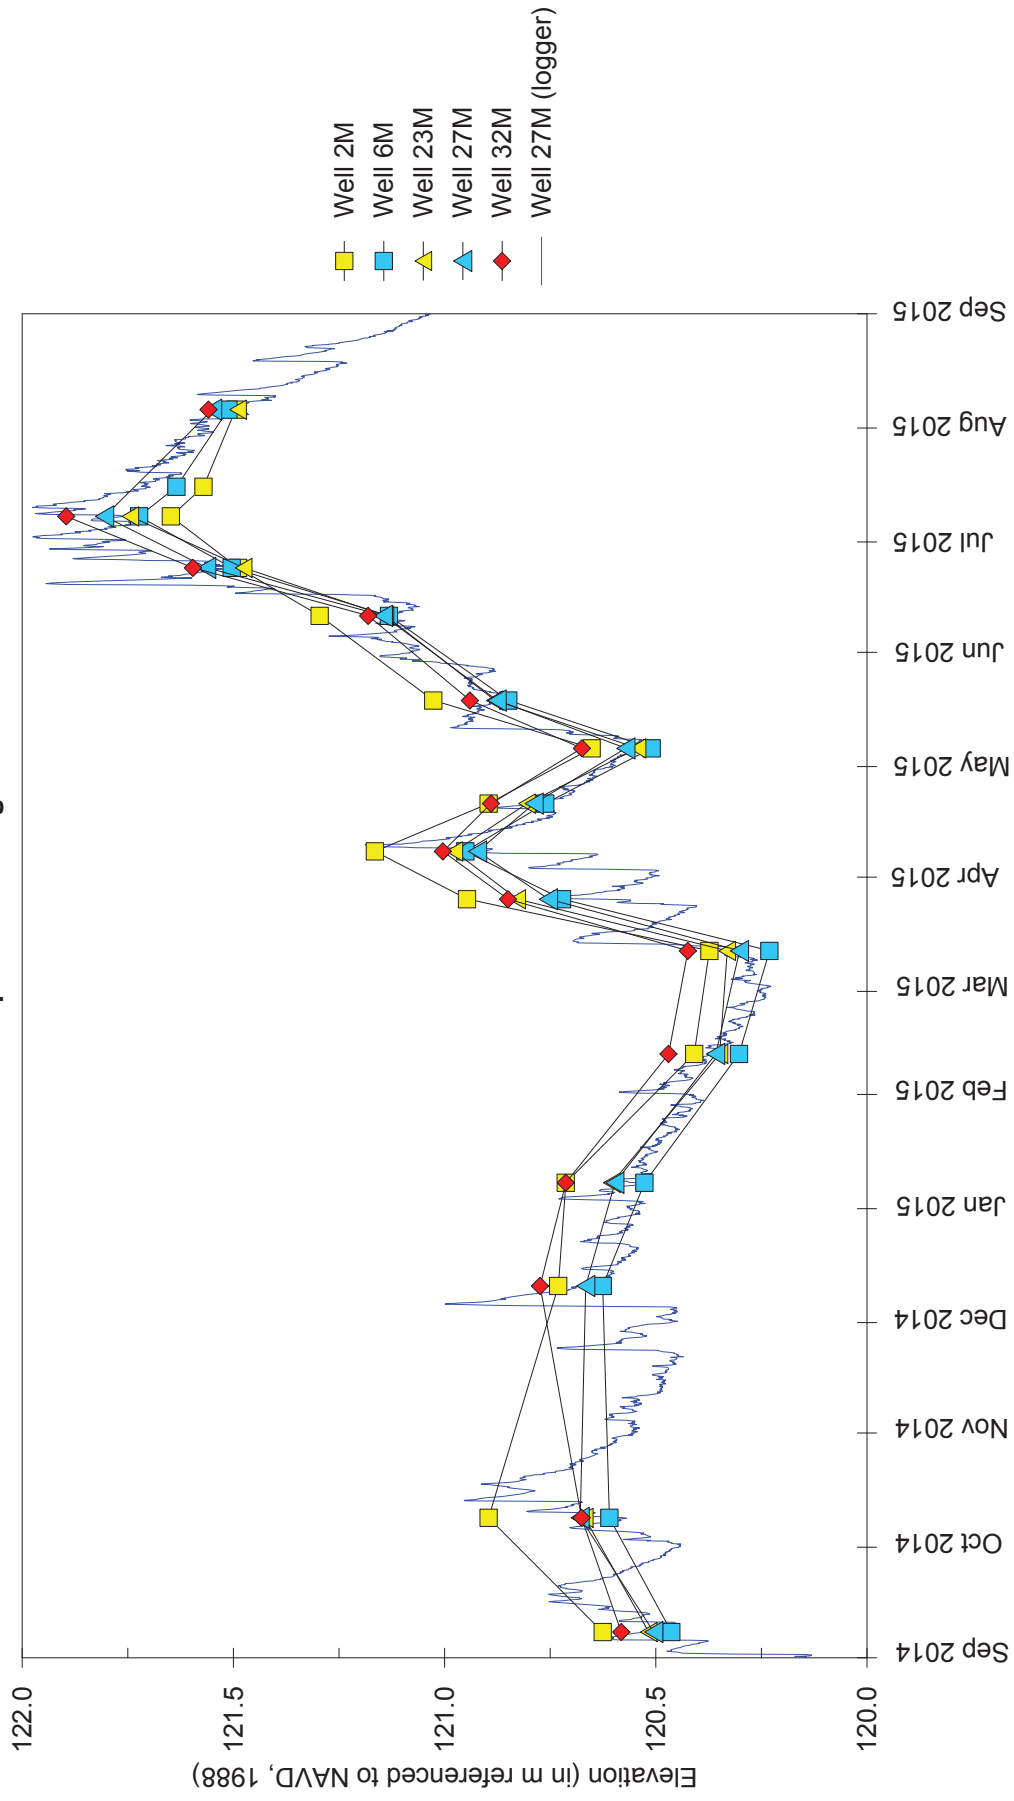 Elevation (in m referenced to NAVD, 1988)
122.0
121.5
121.0
120.5
120.0
Sep 2014
Oct 2014
Nov 2014
Dec 2014
Jan 2015
Feb 2015
Mar 2015
Apr 2015
May 2015
Jun 2015
Jul 2015
Aug 2015
Sep 2015
Well 2M
Well 6M
Well 23M
Well 27M
Well 32M
Well 27M (logger)